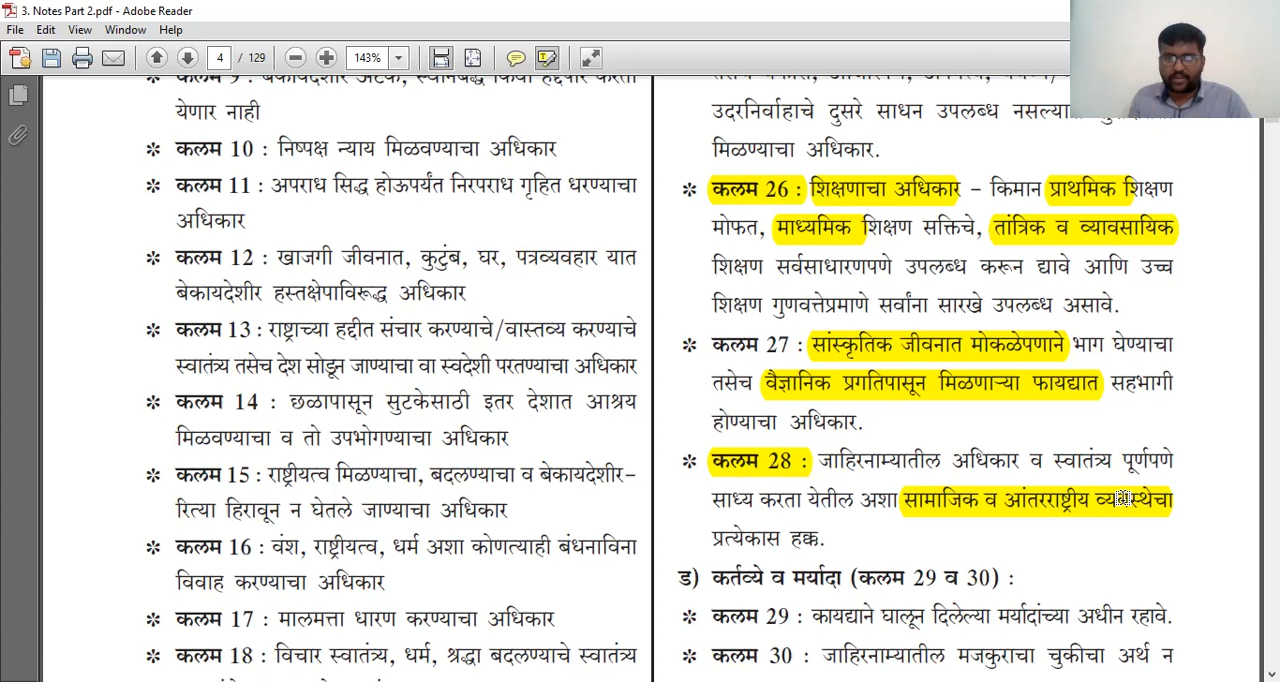 3. Notes Part 2.pdf - Adobe Reader
File Edit View Window Help
4 / 129 143%
कलम 9 : बेकायदेशीर अटक, स्थानबद्ध किंवा हद्दपार करता
येणार नाही
* कलम 10 : निष्पक्ष न्याय मिळवण्याचा अधिकार
* कलम 11 : अपराध सिद्ध होऊपर्यंत निरपराध गृहित धरण्याचा
अधिकार
* कलम 12 : खाजगी जीवनात, कुटुंब, घर, पत्रव्यवहार यात
बेकायदेशीर हस्तक्षेपाविरूद्ध अधिकार
* कलम 13 : राष्ट्राच्या हद्दीत संचार करण्याचे/वास्तव्य करण्याचे
स्वातंत्र्य तसेच देश सोडून जाण्याचा वा स्वदेशी परतण्याचा अधिकार
* कलम 14 : छळापासून सुटकेसाठी इतर देशात आश्रय
मिळवण्याचा व तो उपभोगण्याचा अधिकार
* कलम 15 : राष्ट्रीयत्व मिळण्याचा, बदलण्याचा व बेकायदेशीर-
रित्या हिरावून न घेतले जाण्याचा अधिकार
* कलम 16 : वंश, राष्ट्रीयत्व, धर्म अशा कोणत्याही बंधनाविना
विवाह करण्याचा अधिकार
* कलम 17 : मालमत्ता धारण करण्याचा अधिकार
* कलम 18 : विचार स्वातंत्र्य, धर्म, श्रद्धा बदलण्याचे स्वातंत्र्य
उदरनिर्वाहाचे दुसरे साधन उपलब्ध नसल्यास
मिळण्याचा अधिकार.
* कलम 26 : शिक्षणाचा अधिकार - किमान प्राथमिक शिक्षण
मोफत, माध्यमिक शिक्षण सक्तिचे, तांत्रिक व व्यावसायिक
शिक्षण सर्वसाधारणपणे उपलब्ध करून द्यावे आणि उच्च
शिक्षण गुणवत्तेप्रमाणे सर्वांना सारखे उपलब्ध असावे.
* कलम 27 : सांस्कृतिक जीवनात मोकळेपणाने भाग घेण्याचा
तसेच वैज्ञानिक प्रगतिपासून मिळणाऱ्या फायद्यात सहभागी
होण्याचा अधिकार.
* कलम 28 : जाहिरनाम्यातील अधिकार व स्वातंत्र्य पूर्णपणे
साध्य करता येतील अशा सामाजिक व आंतरराष्ट्रीय व्यवस्थेचा
प्रत्येकास हक्क.
ड) कर्तव्ये व मर्यादा (कलम 29 व 30) :
* कलम 29 : कायद्याने घालून दिलेल्या मर्यादांच्या अधीन रहावे.
* कलम 30 : जाहिरनाम्यातील मजकुराचा चुकीचा अर्थ न